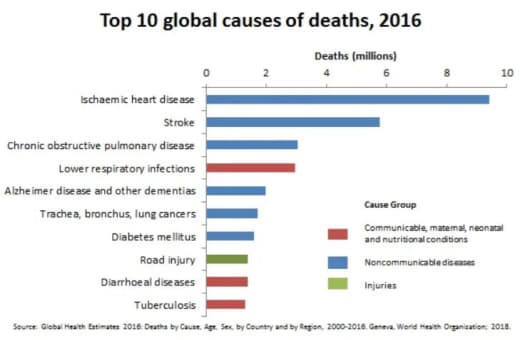 Top 10 global causes of deaths, 2016
Deaths (millions)
0 2 4 6 8 10
Ischaemic heart disease
Stroke
Chronic obstructive pulmonary disease
Lower respiratory infections
Alzheimer disease and other dementias
Trachea, bronchus, lung cancers
Diabetes mellitus
Road injury
Diarrhoeal diseases
Tuberculosis
Cause Group
Communicable, maternal, neonatal
and nutritional conditions
Noncommunicable diseases
Injuries
Source: Global Health Estimates 2016: Deaths by Cause, Age, Sex, by Country and by Region, 2000-2016. Geneva, World Health Organization; 2018.